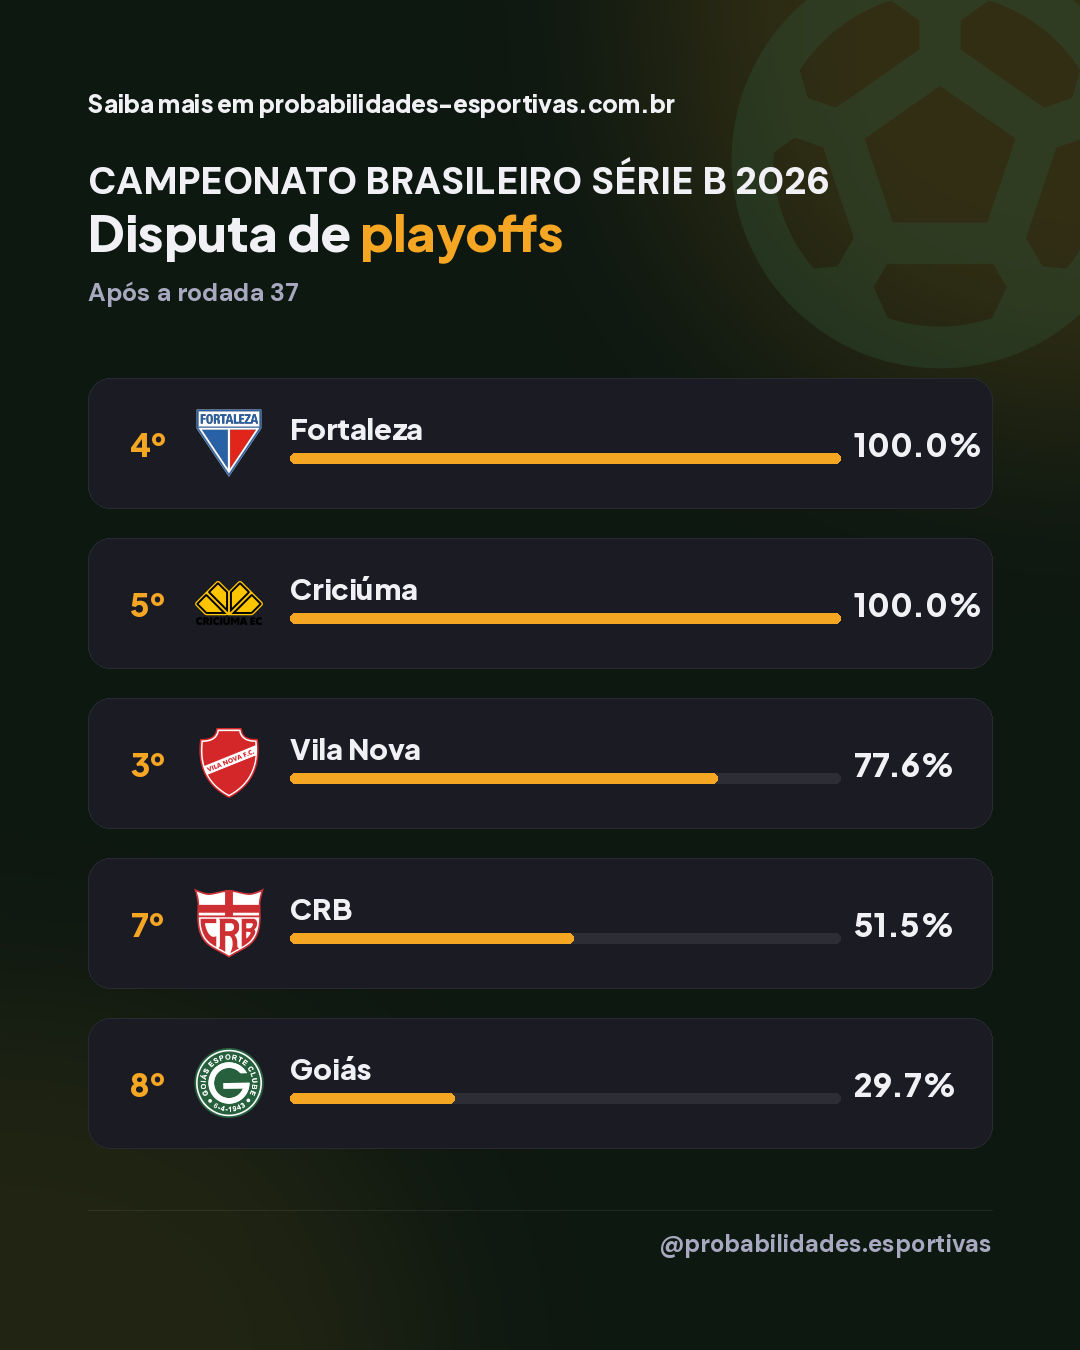 Saiba mais em probabilidades-esportivas.com.br
CAMPEONATO BRASILEIRO SÉRIE B 2026
Disputa de playoffs
Após a rodada 37
4º
FORTALEZA
Fortaleza
100.0%
5º
CRICIUMA EC
Criciúma
100.0%
3º
VILA NOVA F.C.
Vila Nova
77.6%
7º
CRB
CRB
51.5%
8º
GOIÁS ESPORTE CLUBE
G
6-4-1943
Goiás
29.7%
@probabilidades.esportivas